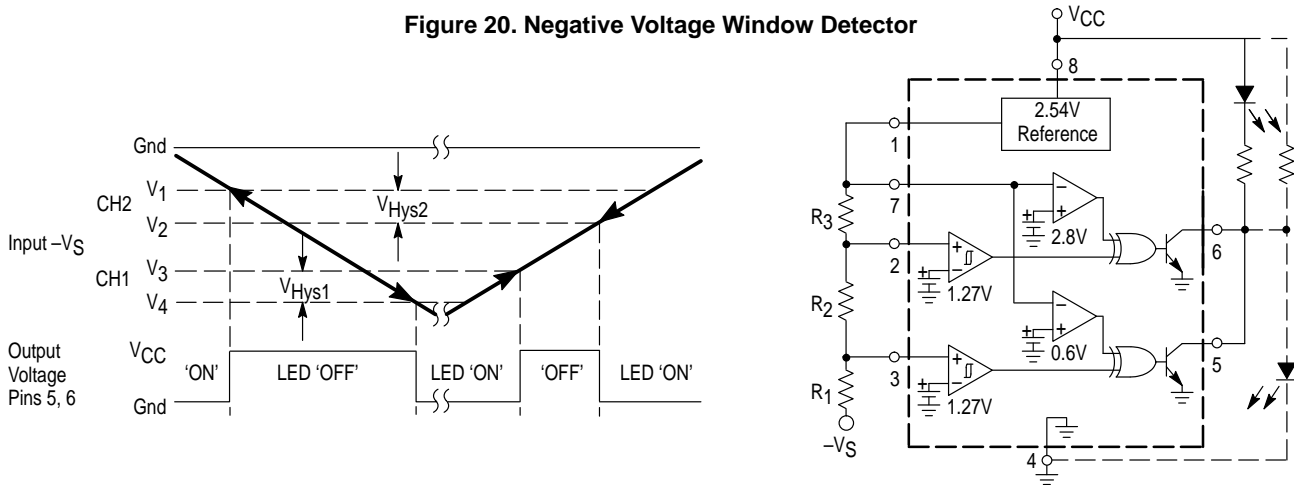 Figure 20. Negative Voltage Window Detector
Gnd
V1
CH2
VHys2
V2
Input –VS
V3
CH1
VHys1
V4
Output
Voltage
Pins 5, 6
VCC
'ON'
LED 'OFF'
LED 'ON'
'OFF'
LED 'ON'
Gnd
VCC
8
2.54V
Reference
1
7
–
+
2.8V
R3
6
2
+
–
1.27V
R2
–
+
0.6V
5
3
+
–
1.27V
R1
–VS
4